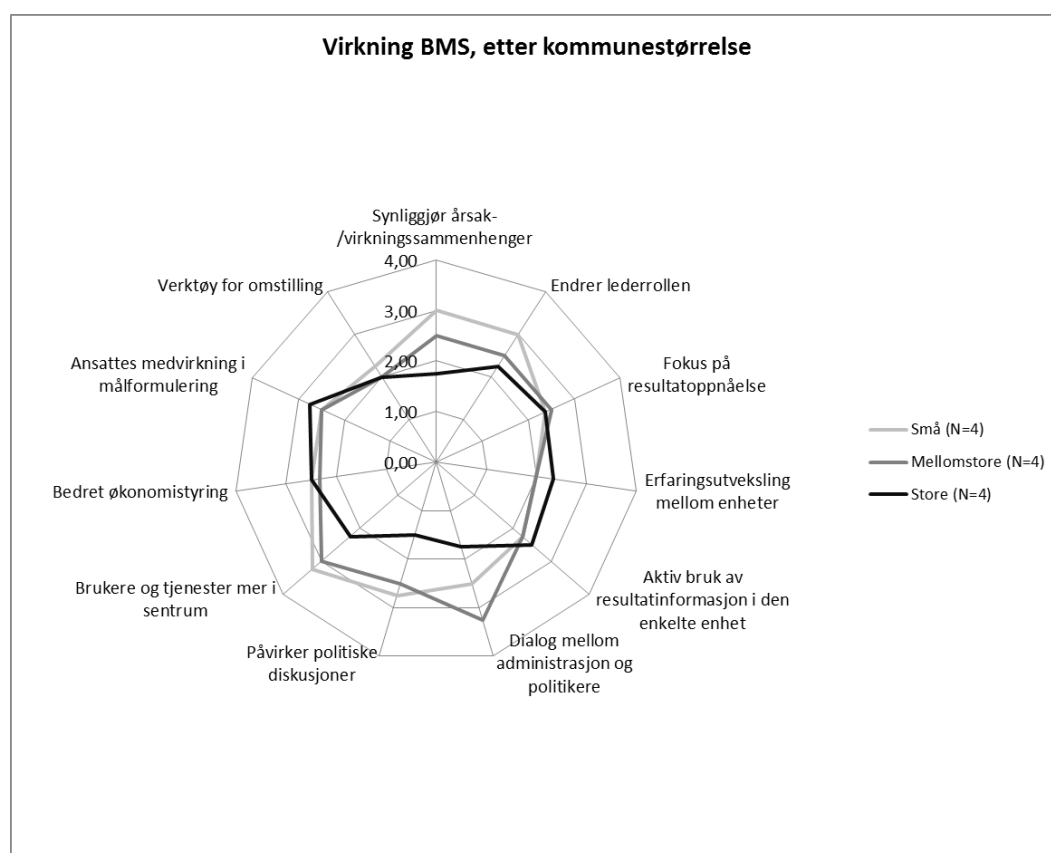 Virkning BMS, etter kommunestørrelse
Synliggjør årsak-
/virkningssammenhenger
4,00
3,00
2,00
1,00
0,00
Endrer lederrollen
Fokus på
resultatoppnåelse
Erfaringsutveksling
mellom enheter
Aktiv bruk av
resultatinformasjon i den
enkelte enhet
Dialog mellom
administrasjon og
politikere
Påvirker politiske
diskusjoner
Brukere og tjenester mer i
sentrum
Bedret økonomistyring
Ansattes medvirkning i
målformulering
Verktøy for omstilling
Små (N=4)
Mellomstore (N=4)
Store (N=4)